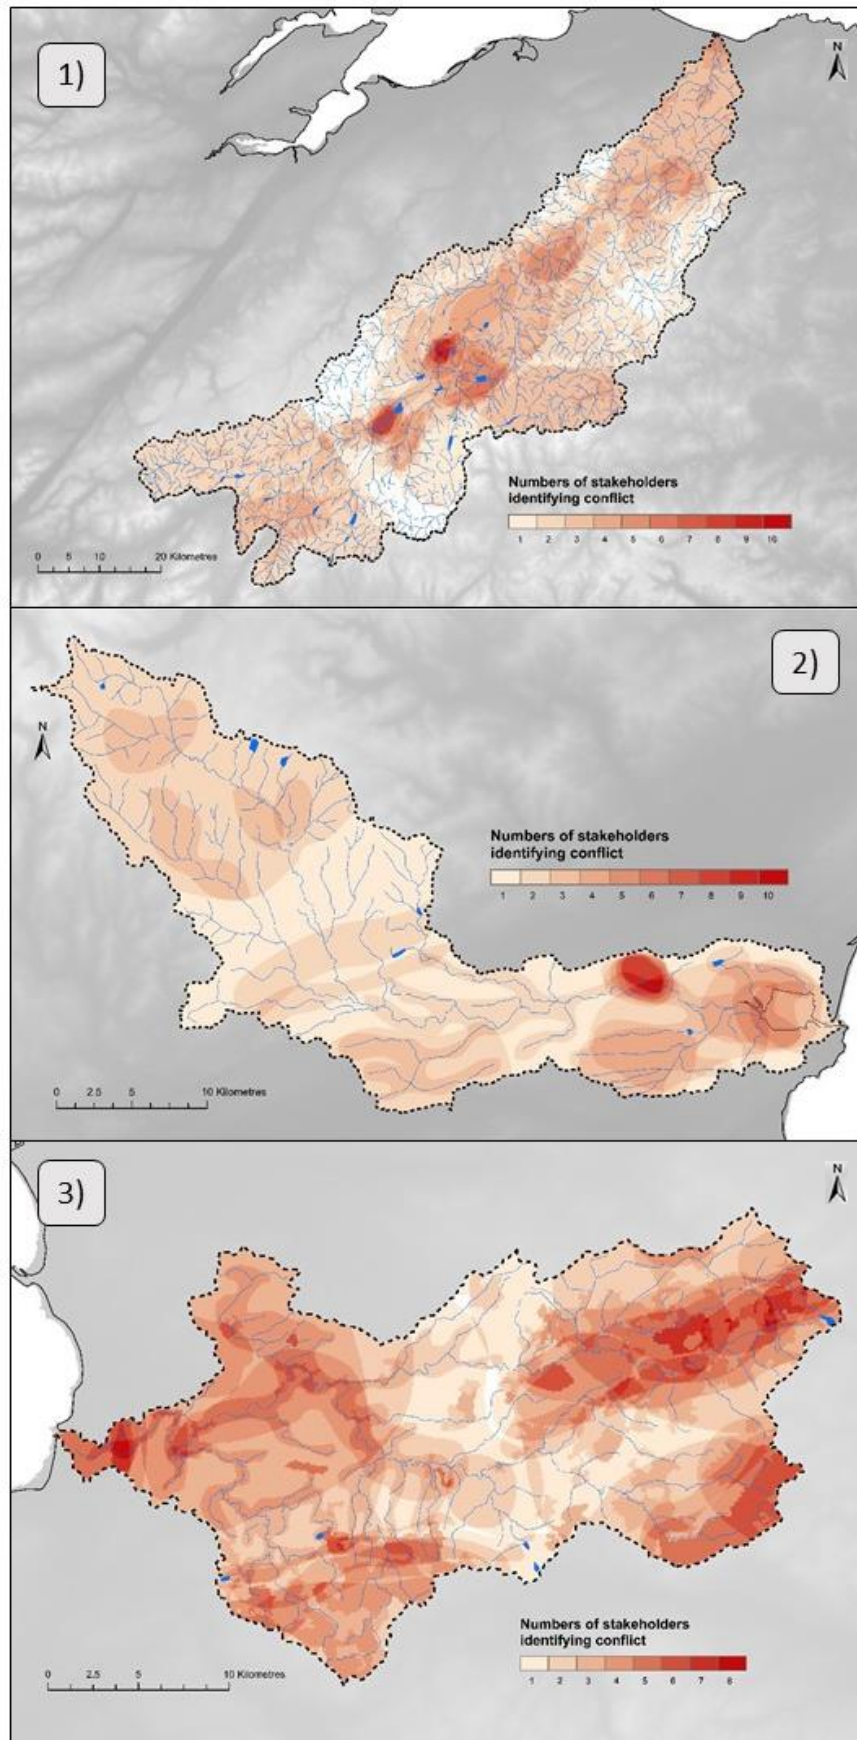 1)
N
Numbers of stakeholders
identifying conflict
1 2 3 4 5 6 7 8 9 10
0 5 10 20 Kilometres
2)
N
Numbers of stakeholders
identifying conflict
1 2 3 4 5 6 7 8 9 10
0 2.5 5 10 Kilometres
3)
N
Numbers of stakeholders
identifying conflict
1 2 3 4 5 6 7 8
0 2.5 5 10 Kilometres